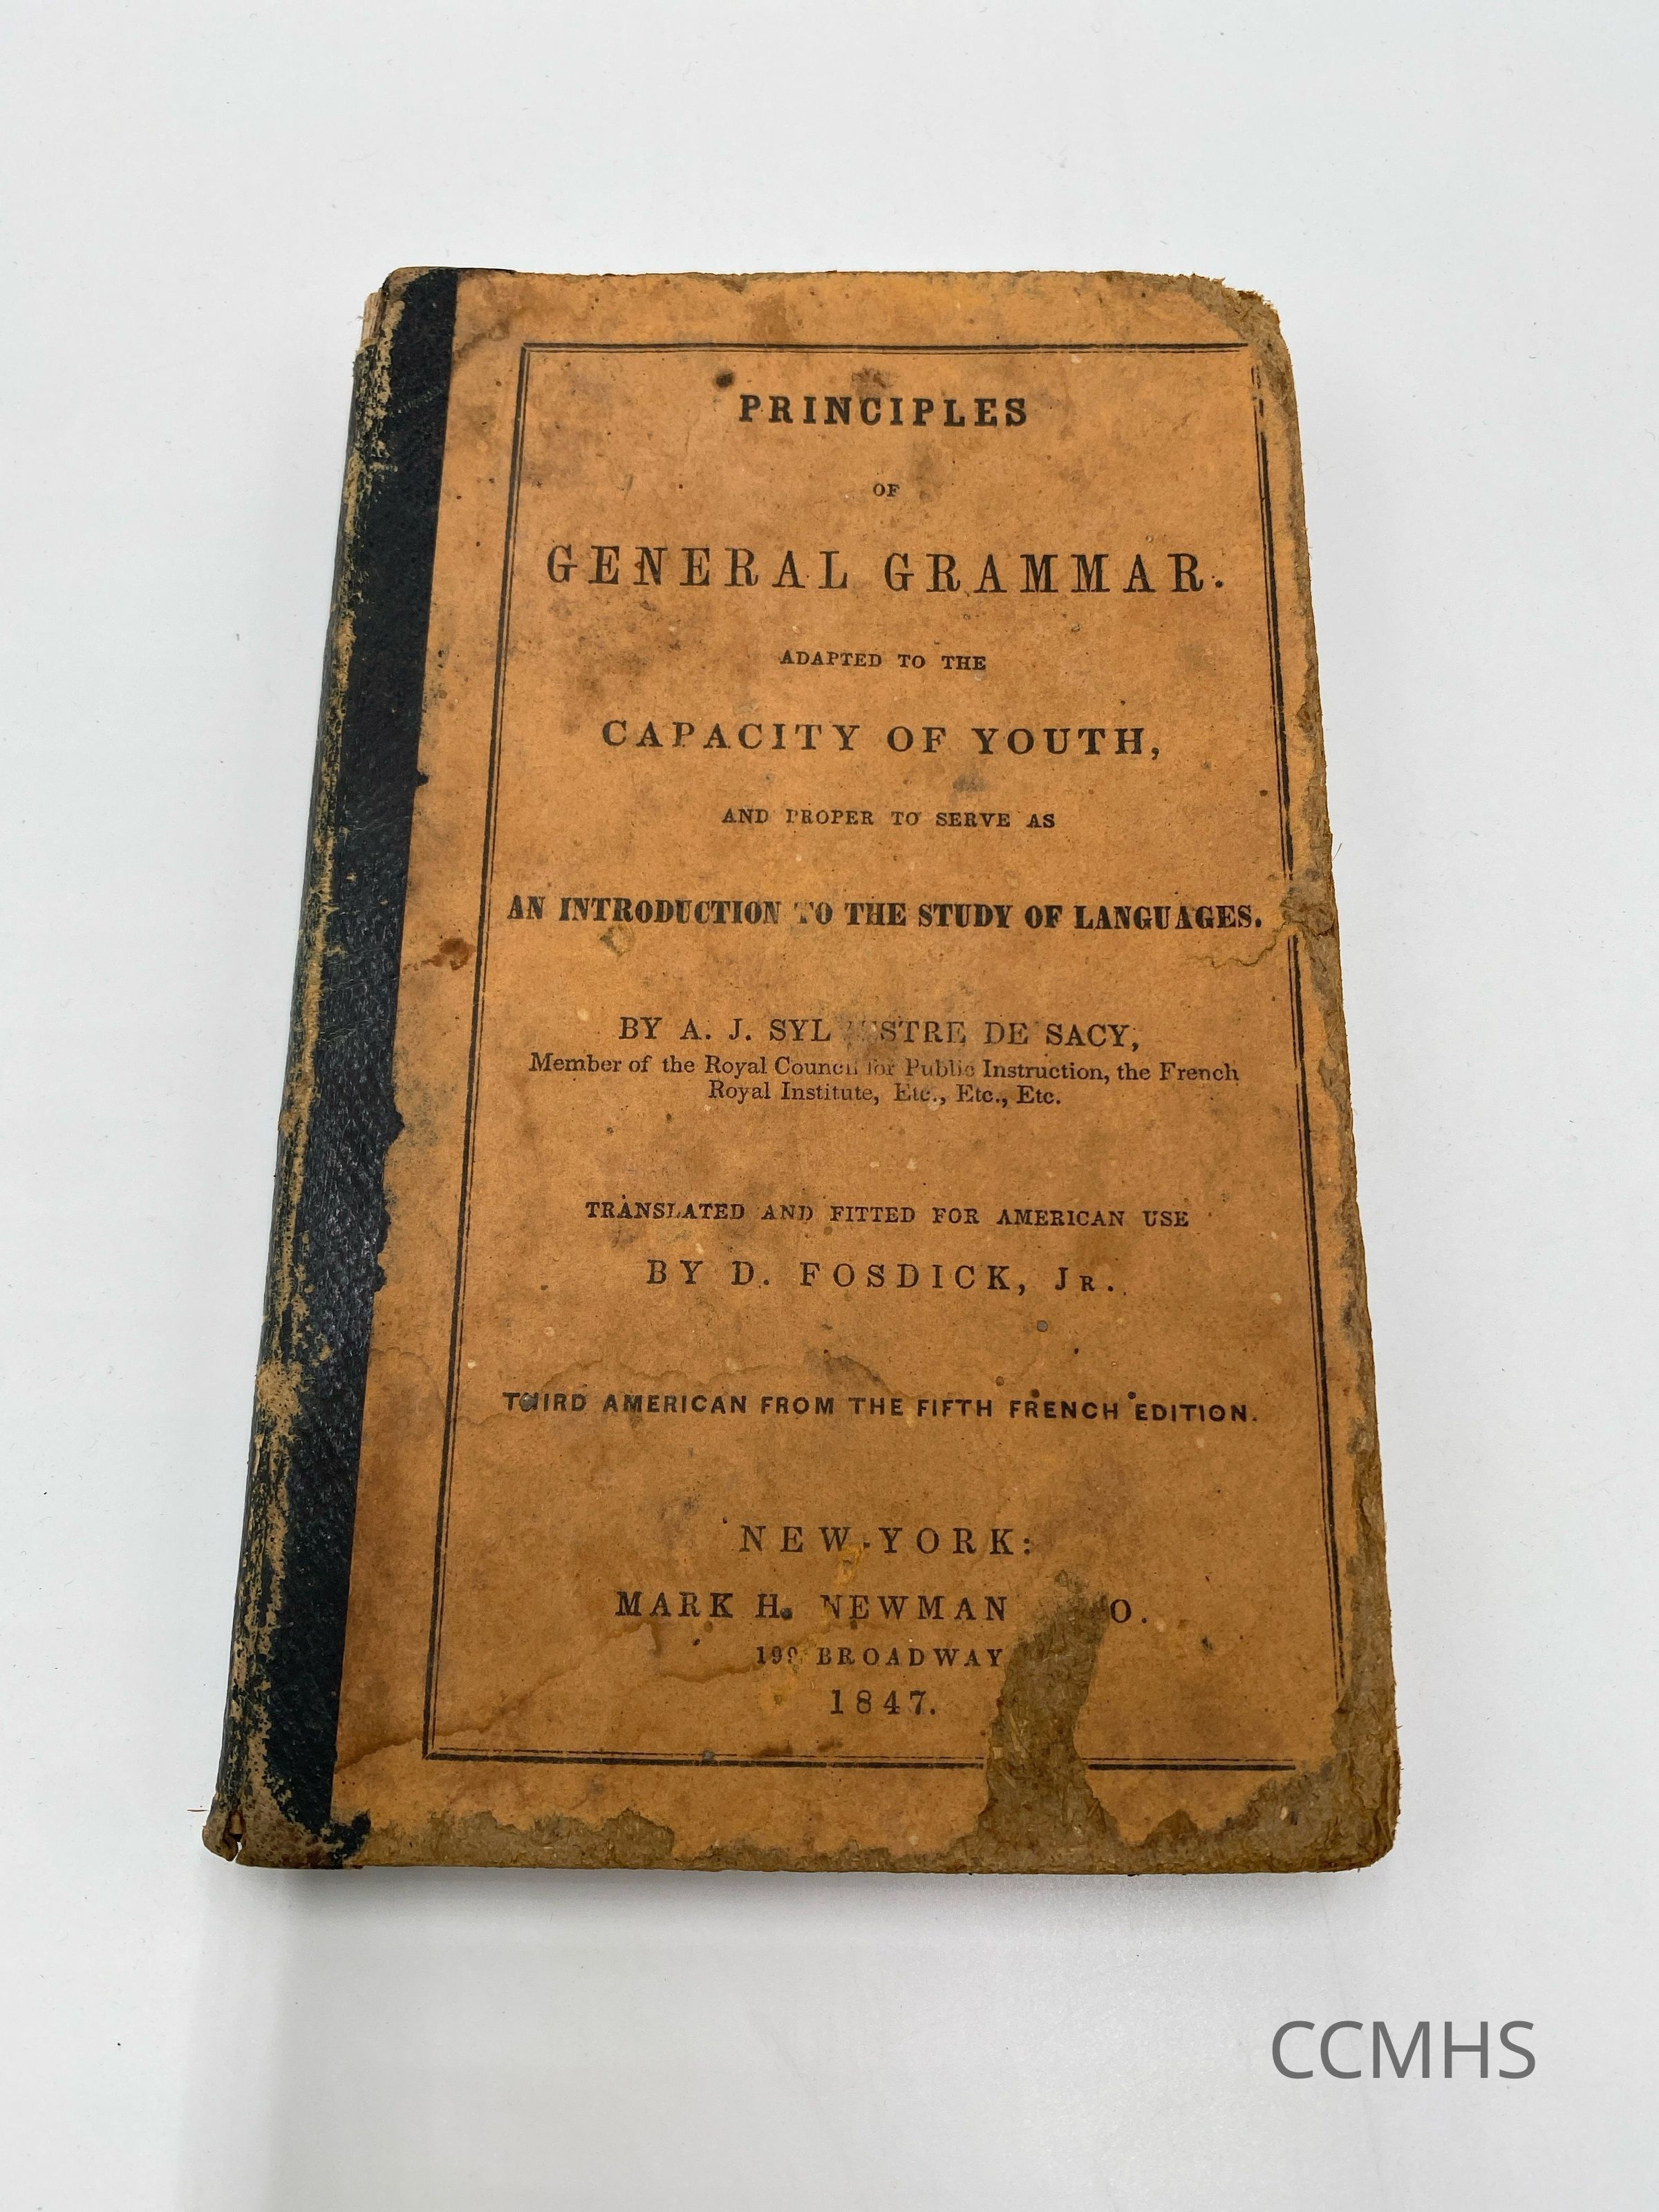 PRINCIPLES
OF
GENERAL GRAMMAR.
ADAPTED TO THE
CAPACITY OF YOUTH,
AND PROPER TO SERVE AS
AN INTRODUCTION TO THE STUDY OF LANGUAGES.
BY A. J. SYLVESTRE DE SACY,
Member of the Royal Council for Public Instruction, the French
Royal Institute, Etc., Etc., Etc.
TRANSLATED AND FITTED FOR AMERICAN USE
BY D. FOSDICK, JR.
THIRD AMERICAN FROM THE FIFTH FRENCH EDITION.
NEW-YORK:
MARK H. NEWMAN
199 BROADWAY
1847.
CCMHS